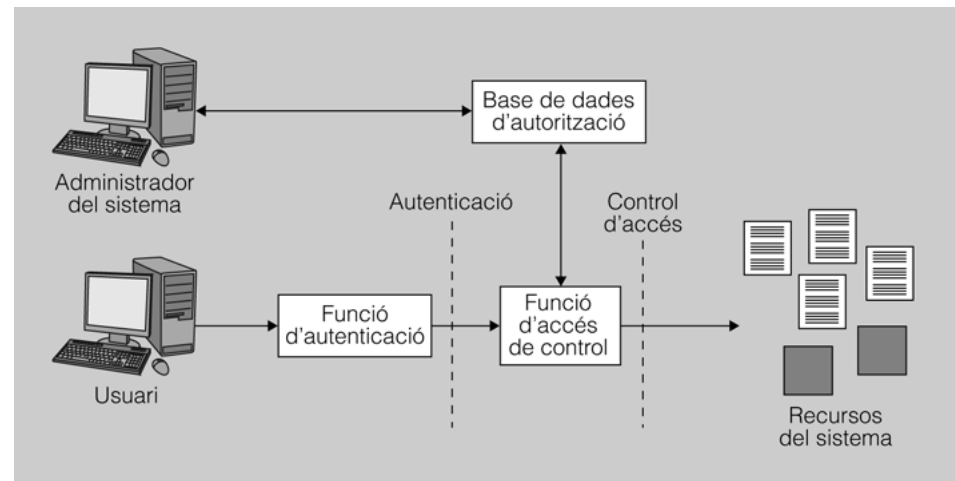 Base de dades
d'autorització
Administrador
del sistema
Autenticació
Control
d'accés
Funció
d'autenticació
Funció
d'accés
de control
Usuari
Recursos
del sistema